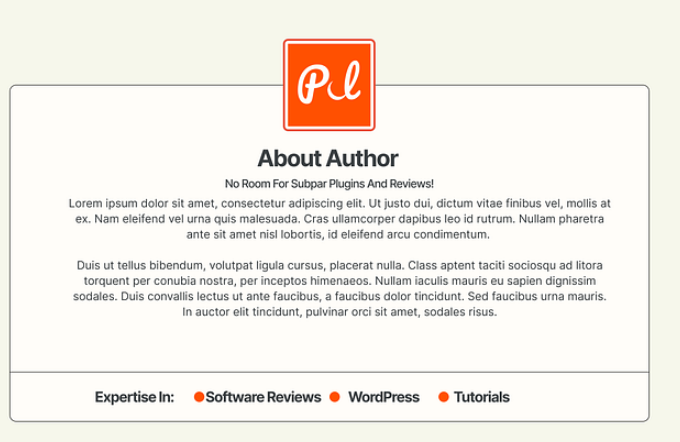 Pl
About Author
No Room For Subpar Plugins And Reviews!
Lorem ipsum dolor sit amet, consectetur adipiscing elit. Ut justo dui, dictum vitae finibus vel, mollis at
ex. Nam eleifend vel urna quis malesuada. Cras ullamcorper dapibus leo id rutrum. Nullam pharetra
ante sit amet nisl lobortis, id eleifend arcu condimentum.
Duis ut tellus bibendum, volutpat ligula cursus, placerat nulla. Class aptent taciti sociosqu ad litora
torquent per conubia nostra, per inceptos himenaeos. Nullam iaculis mauris eu sapien dignissim
sodales. Duis convallis lectus ut ante faucibus, a faucibus dolor tincidunt. Sed faucibus urna mauris.
In auctor elit tincidunt, pulvinar orci sit amet, sodales risus.
Expertise In: Software Reviews WordPress Tutorials